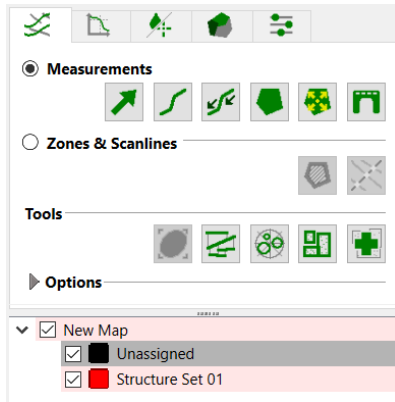 Measurements
Zones & Scanlines
Tools
Options
New Map
Unassigned
Structure Set 01